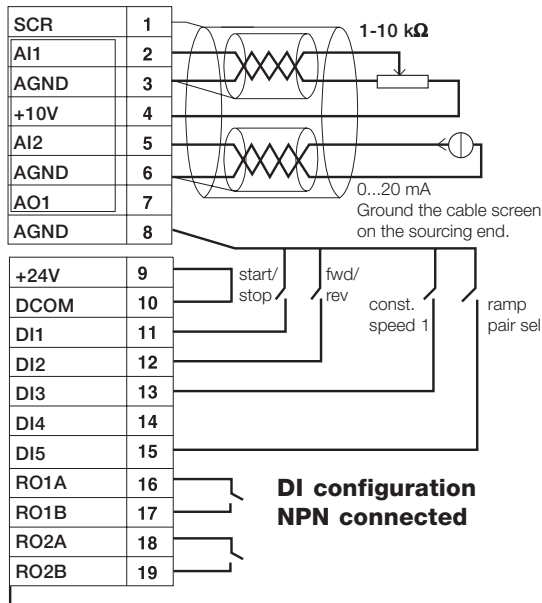 SCR 1
AI1 2
AGND 3
+10V 4
AI2 5
AGND 6
AO1 7
AGND 8
1-10 kΩ
0...20 mA
Ground the cable screen
on the sourcing end.
+24V 9
DCOM 10
DI1 11
DI2 12
DI3 13
DI4 14
DI5 15
RO1A 16
RO1B 17
RO2A 18
RO2B 19
start/
stop
fwd/
rev
const.
speed 1
ramp
pair sel
DI configuration
NPN connected